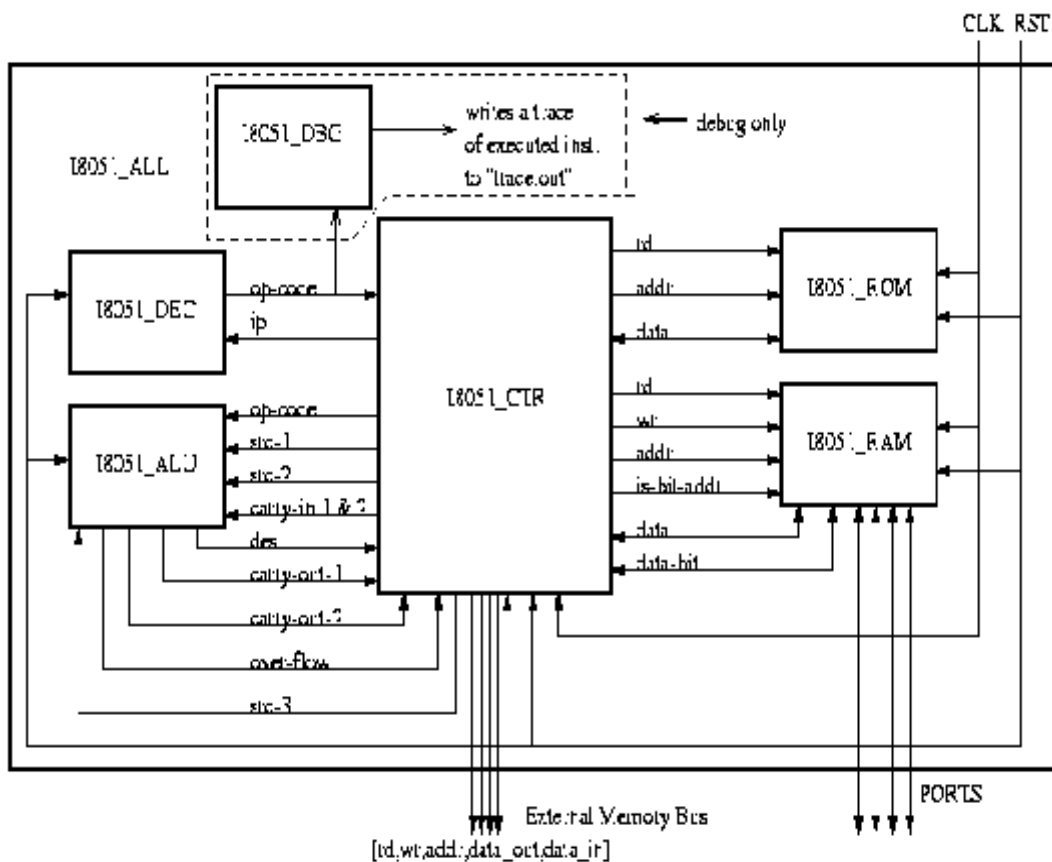 CLK RST
I8051_DBG
writes a trace
of executed inst.
to "trace.out"
debug only
I8051_ALL
I8051_DEC
op-code
ip
I8051_ALU
op-code
src-1
src-2
carry-in 1 & 2
des
carry-out-1
carry-out-2
over-flow
src-3
I8051_CTR
rd
addr
data
I8051_ROM
rd
wr
addr
is-bit-addr
data
data-bit
I8051_RAM
PORTS
External Memory Bus
[rd,wr,addr,data_out,data_in]